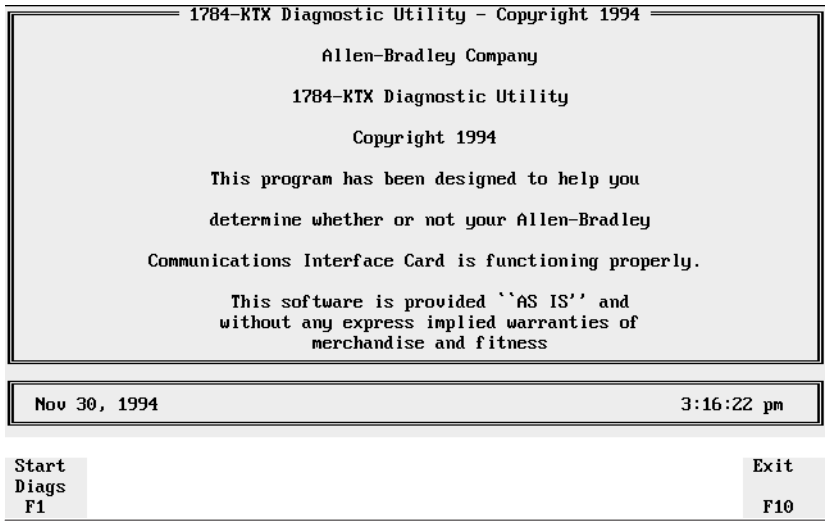 1784-KTX Diagnostic Utility - Copyright 1994
Allen-Bradley Company
1784-KTX Diagnostic Utility
Copyright 1994
This program has been designed to help you
determine whether or not your Allen-Bradley
Communications Interface Card is functioning properly.
This software is provided ``AS IS'' and
without any express implied warranties of
merchandise and fitness
Nov 30, 1994 3:16:22 pm
Start Exit
Diags
F1 F10